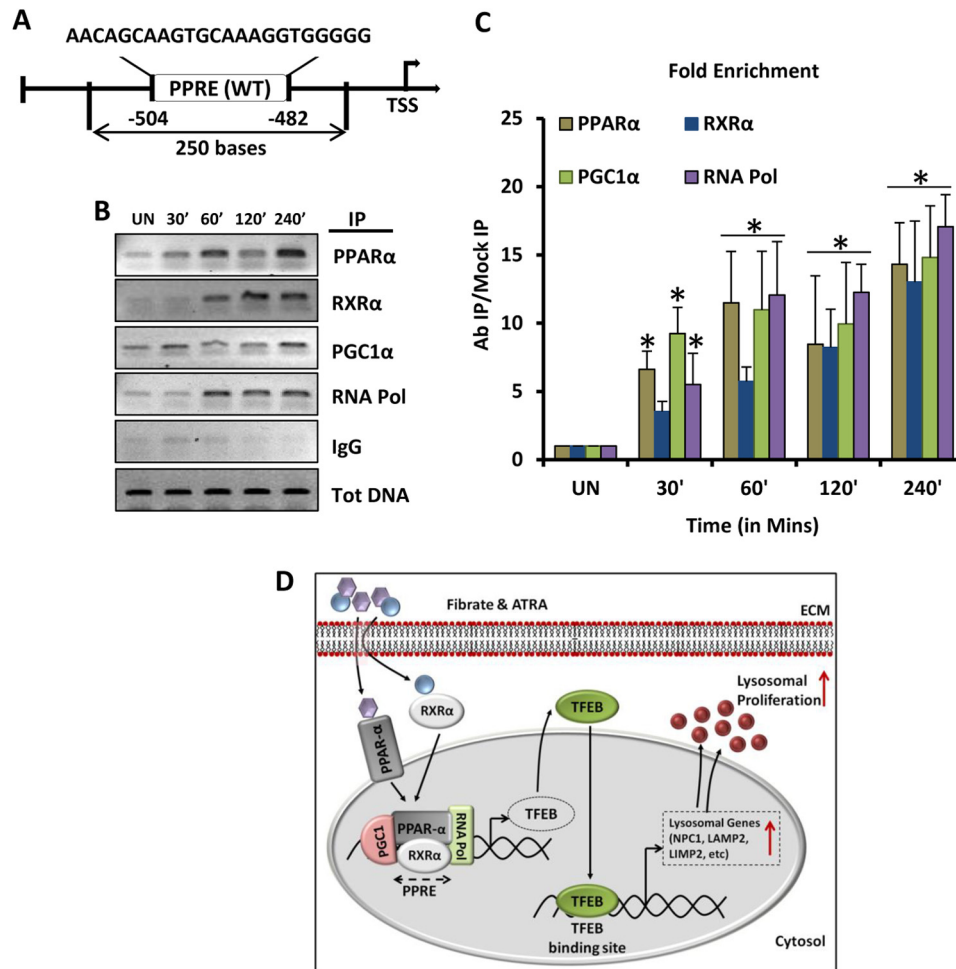 A
AACAGCAAGTGCAAAGGTGGGGG
PPRE (WT)
TSS
-504
-482
250 bases
B
UN 30' 60' 120' 240' IP
PPARα
RXRα
PGC1α
RNA Pol
IgG
Tot DNA
C
Fold Enrichment
PPARα
RXRα
PGC1α
RNA Pol
Ab IP/Mock IP
25
20
15
10
5
0
*
*
*
*
*
*
UN 30' 60' 120' 240'
Time (in Mins)
D
Fibrate & ATRA
ECM
Lysosomal
Proliferation
RXRα
PPAR-α
TFEB
PGC1
PPAR-α
RXRα
RNA Pol
PPRE
TFEB
Lysosomal Genes
(NPC1, LAMP2,
LIMP2, etc)
TFEB
TFEB
binding site
Cytosol